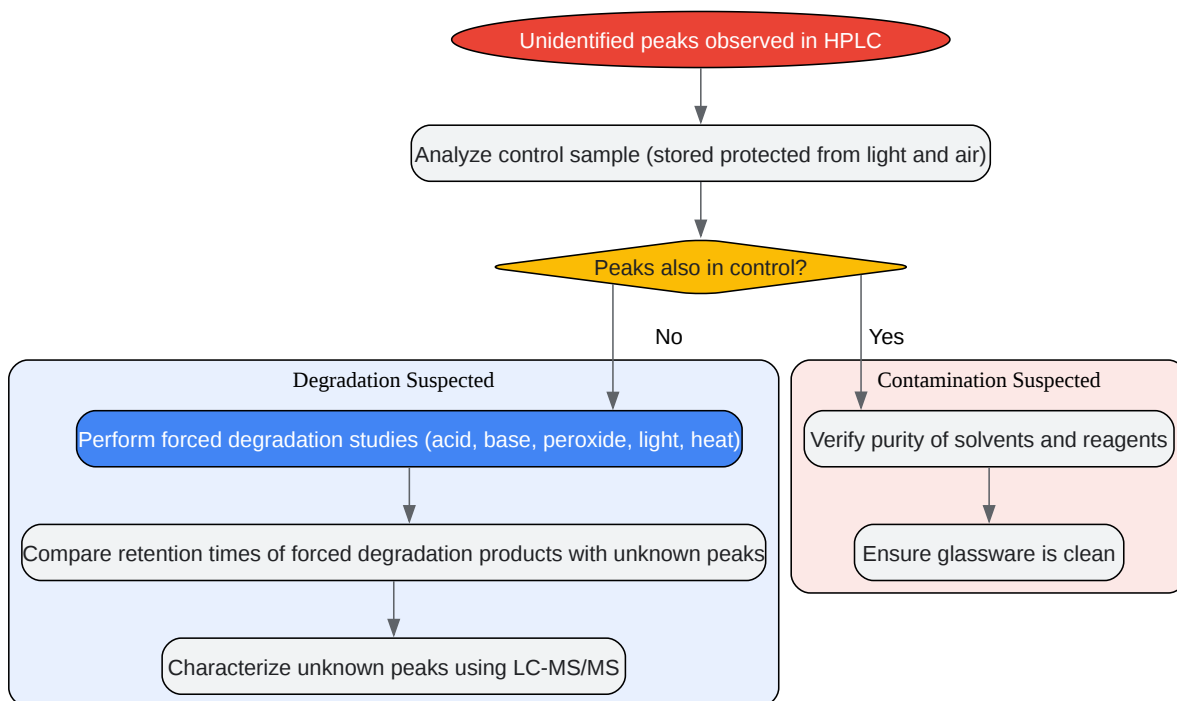 Unidentified peaks observed in HPLC
Analyze control sample (stored protected from light and air)
Peaks also in control?
No
Yes
Degradation Suspected
Perform forced degradation studies (acid, base, peroxide, light, heat)
Compare retention times of forced degradation products with unknown peaks
Characterize unknown peaks using LC-MS/MS
Contamination Suspected
Verify purity of solvents and reagents
Ensure glassware is clean